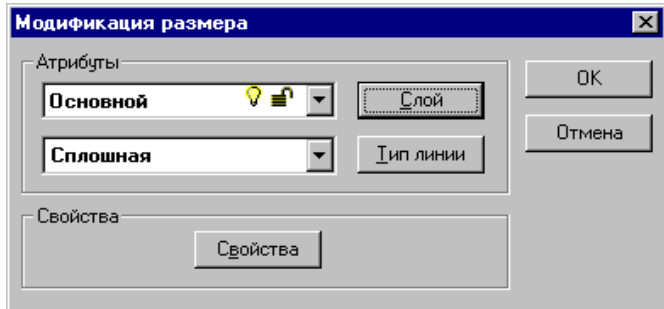 Модификация размера
Атрибуты
Основной
Слой
OK
Сплошная
Тип линии
Отмена
Свойства
Свойства